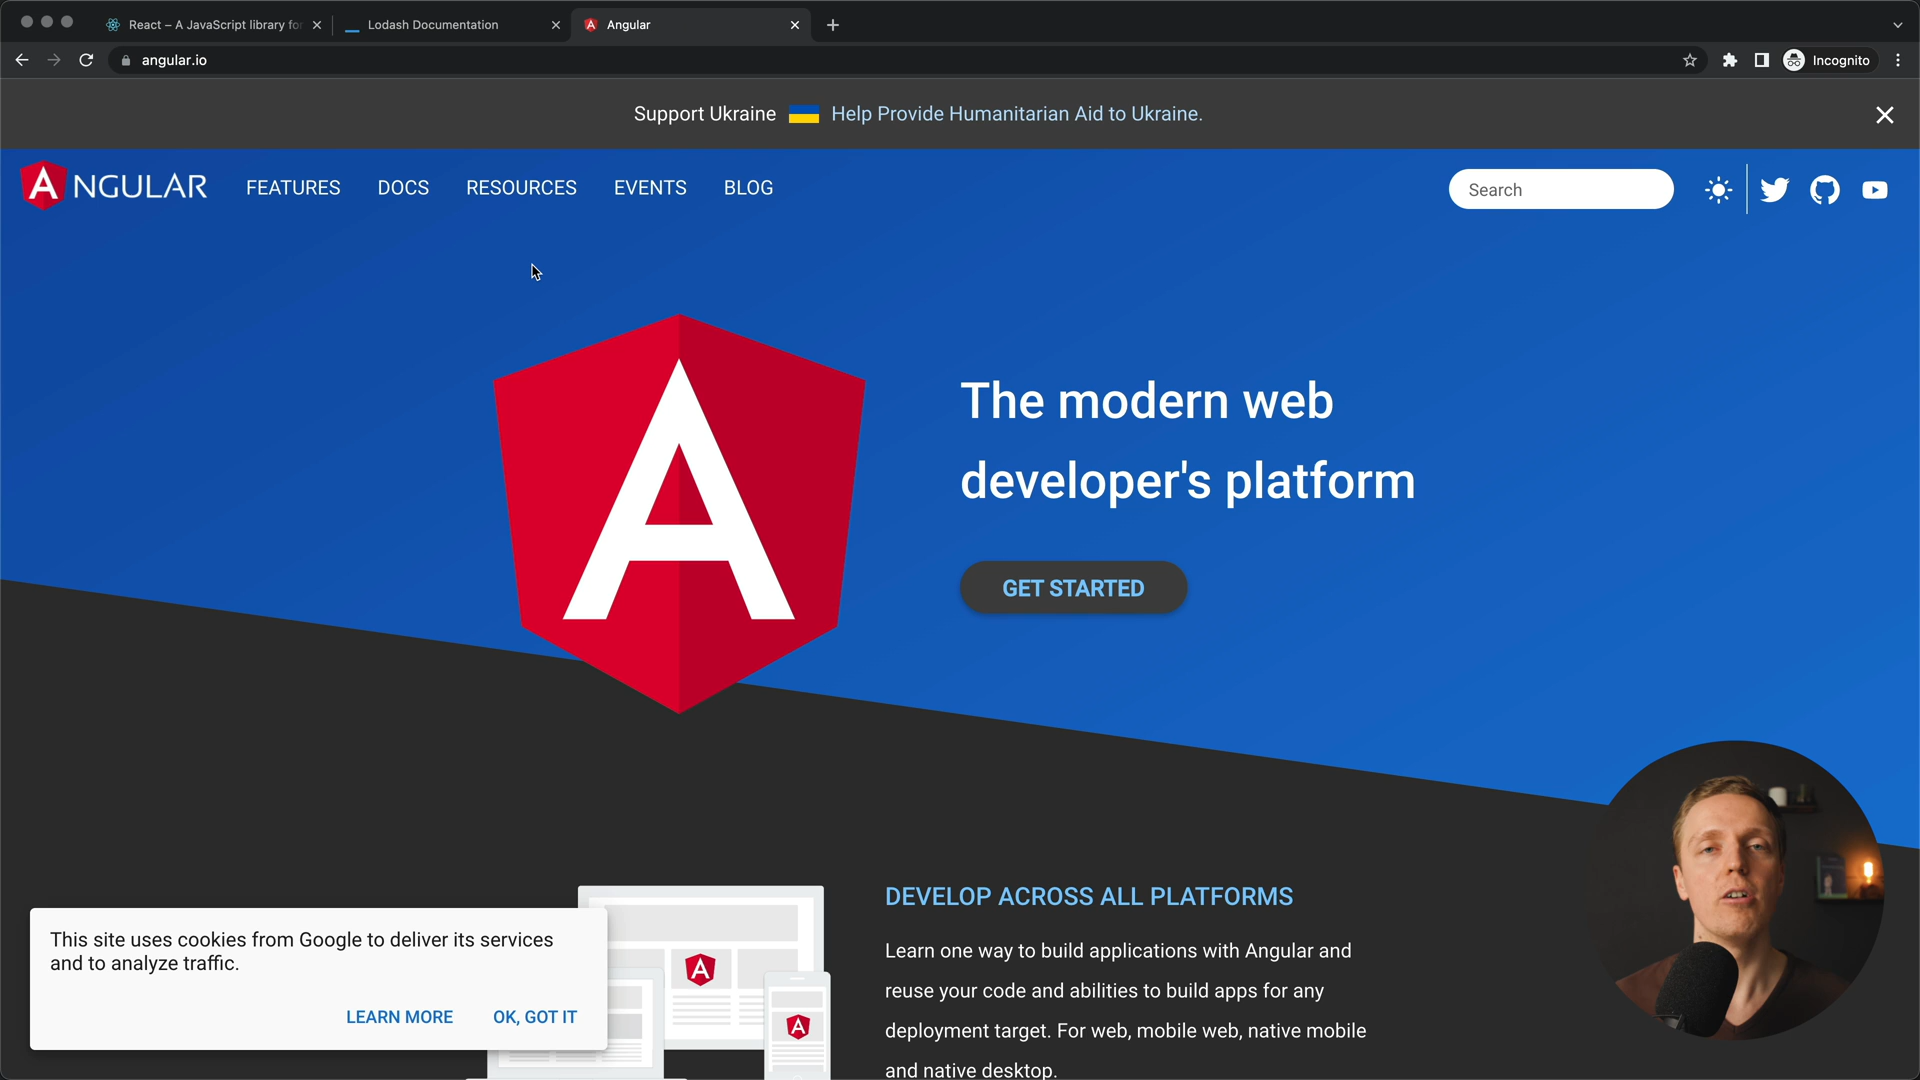 React – A JavaScript library for
Lodash Documentation
Angular
angular.io
Incognito
Support Ukraine Help Provide Humanitarian Aid to Ukraine.
ANGULAR
FEATURES
DOCS
RESOURCES
EVENTS
BLOG
Search
A
The modern web
developer's platform
GET STARTED
DEVELOP ACROSS ALL PLATFORMS
Learn one way to build applications with Angular and
reuse your code and abilities to build apps for any
deployment target. For web, mobile web, native mobile
and native desktop.
A
A
This site uses cookies from Google to deliver its services
and to analyze traffic.
LEARN MORE
OK, GOT IT